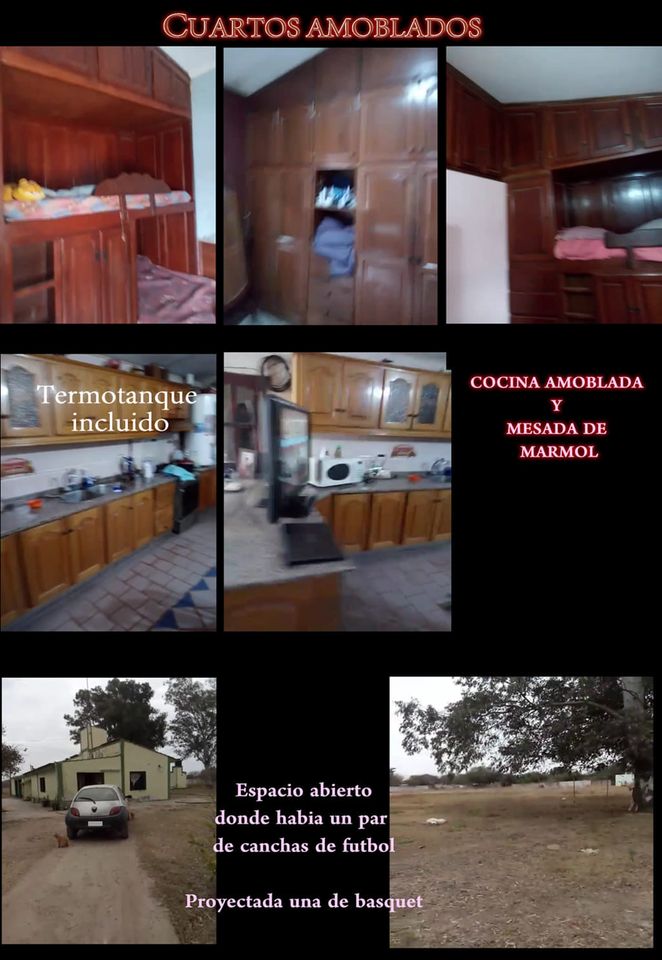 CUARTOS AMOBLADOS
Termotanque
incluido
COCINA AMOBLADA
Y
MESADA DE
MARMOL
Espacio abierto
donde habia un par
de canchas de futbol
Proyectada una de basquet